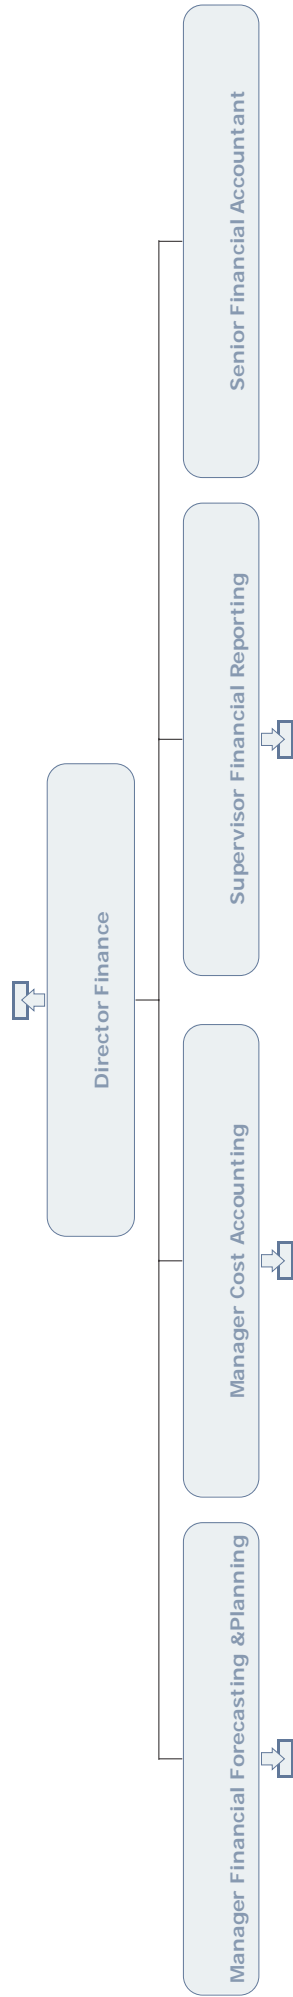 Director Finance
Manager Financial Forecasting &Planning
Manager Cost Accounting
Supervisor Financial Reporting
Senior Financial Accountant